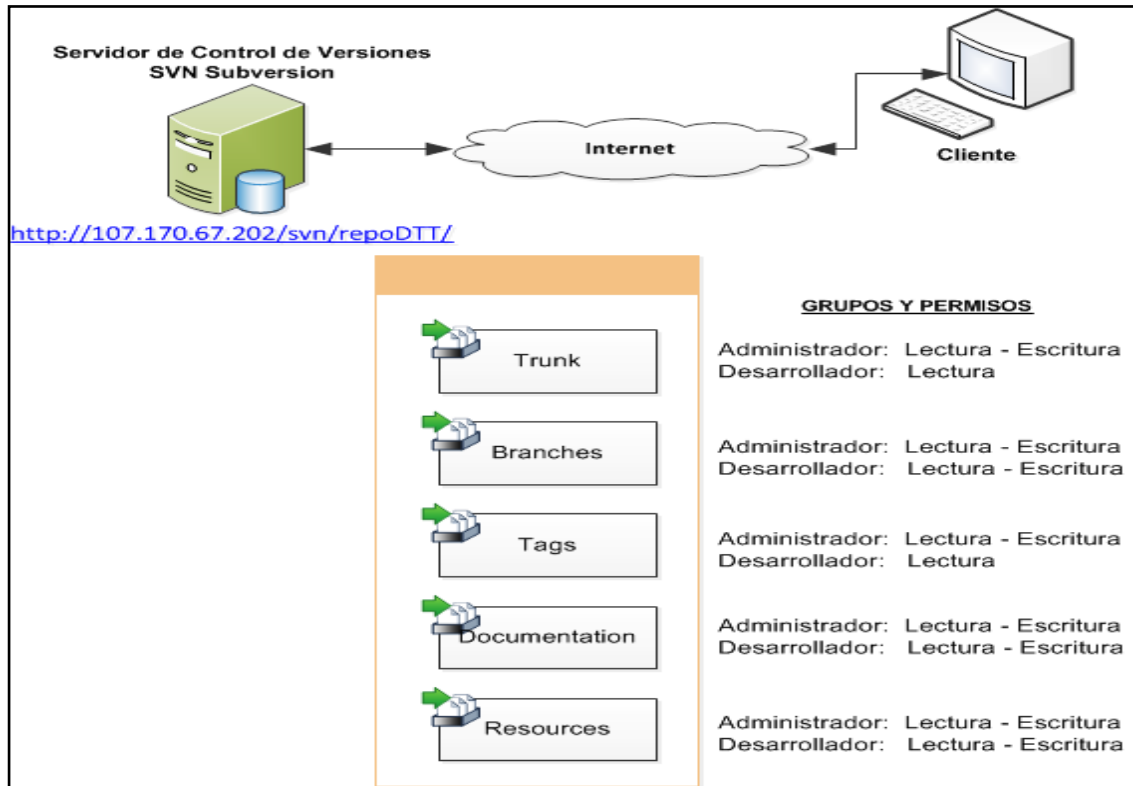 Servidor de Control de Versiones
SVN Subversion
Internet
Cliente
http://107.170.67.202/svn/repoDTT/
GRUPOS Y PERMISOS
Trunk
Administrador: Lectura - Escritura
Desarrollador: Lectura
Branches
Administrador: Lectura - Escritura
Desarrollador: Lectura - Escritura
Tags
Administrador: Lectura - Escritura
Desarrollador: Lectura
Documentation
Administrador: Lectura - Escritura
Desarrollador: Lectura - Escritura
Resources
Administrador: Lectura - Escritura
Desarrollador: Lectura - Escritura